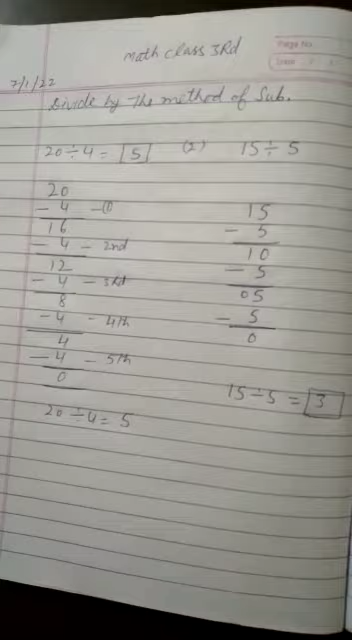 Math class 3Rd
Page No.
Date
7/1/22
Divide by The method of Sub.
20 ÷ 4 = 5 (2) 15 ÷ 5
20
- 4 - ①
16
- 4 - 2nd
12
- 4 - 3Rd
8
- 4 - 4th
4
- 4 - 5th
0
20 ÷ 4 = 5
15
- 5
10
- 5
05
- 5
0
15 ÷ 5 = 3